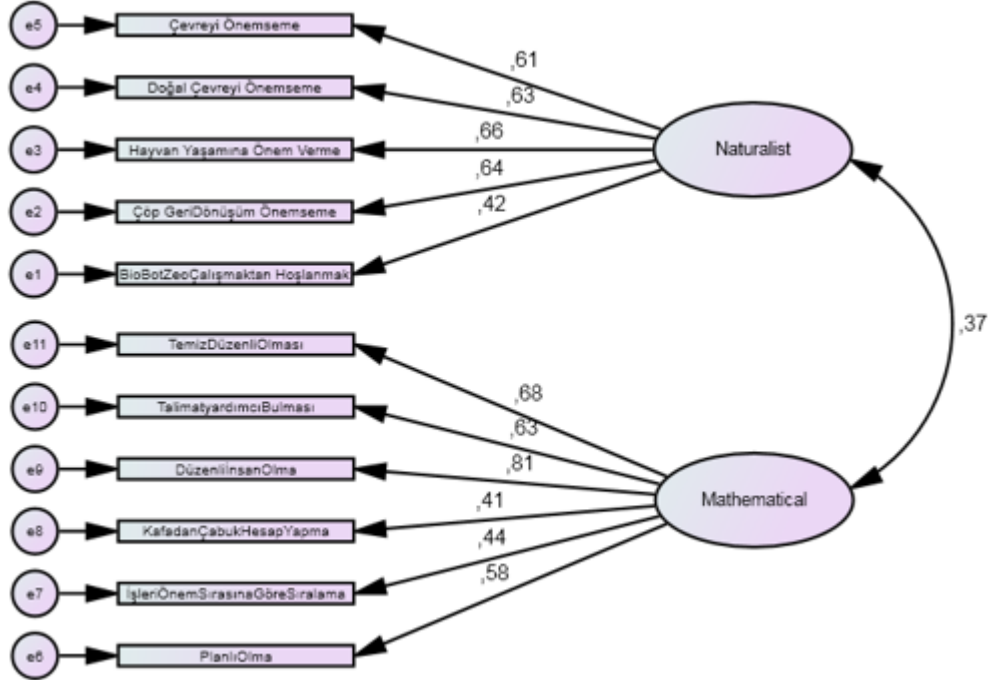 e5
Çevreyi Önemseme
,61
e4
Doğal Çevreyi Önemseme
,63
e3
Hayvan Yaşamına Önem Verme
,66
Naturalist
e2
Çöp GeriDönüşüm Önemseme
,64
e1
BioBotZeoÇalışmaktan Hoşlanmak
,42
,37
e11
TemizDüzenliOlması
,68
e10
TalimatyardımcıBulması
,63
e9
DüzenliİnsanOlma
,81
Mathematical
e8
KafadanÇabukHesapYapma
,41
e7
İşleriÖnemSırasınaGöreSıralama
,44
e6
PlanlıOlma
,58